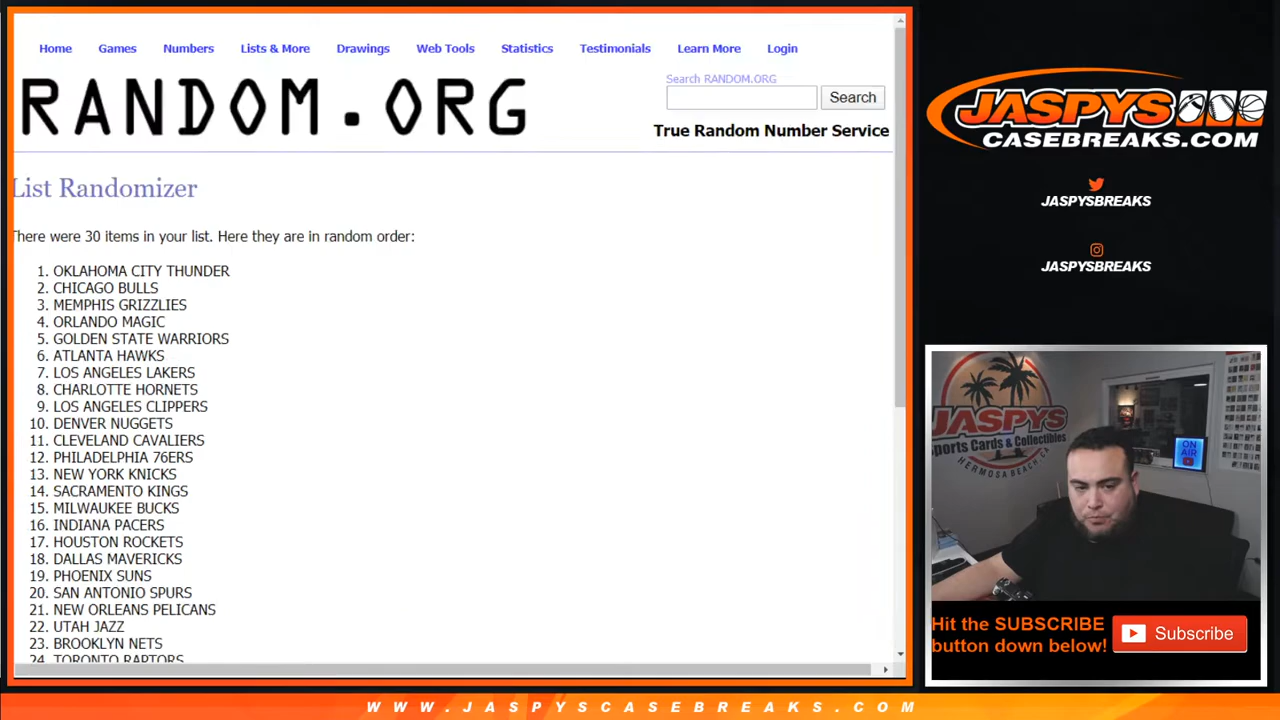 Home Games Numbers Lists & More Drawings Web Tools Statistics Testimonials Learn More Login
RANDOM.ORG
Search RANDOM.ORG
Search
True Random Number Service
List Randomizer
There were 30 items in your list. Here they are in random order:
1. OKLAHOMA CITY THUNDER
2. CHICAGO BULLS
3. MEMPHIS GRIZZLIES
4. ORLANDO MAGIC
5. GOLDEN STATE WARRIORS
6. ATLANTA HAWKS
7. LOS ANGELES LAKERS
8. CHARLOTTE HORNETS
9. LOS ANGELES CLIPPERS
10. DENVER NUGGETS
11. CLEVELAND CAVALIERS
12. PHILADELPHIA 76ERS
13. NEW YORK KNICKS
14. SACRAMENTO KINGS
15. MILWAUKEE BUCKS
16. INDIANA PACERS
17. HOUSTON ROCKETS
18. DALLAS MAVERICKS
19. PHOENIX SUNS
20. SAN ANTONIO SPURS
21. NEW ORLEANS PELICANS
22. UTAH JAZZ
23. BROOKLYN NETS
24. TORONTO RAPTORS
JASPYS
CASEBREAKS.COM
JASPYSBREAKS
JASPYSBREAKS
JASPYS
Sports Cards & Collectibles
HERMOSA BEACH, CA
ON
AIR
Hit the SUBSCRIBE
button down below!
Subscribe
WWW.JASPYSCASEBREAKS.COM